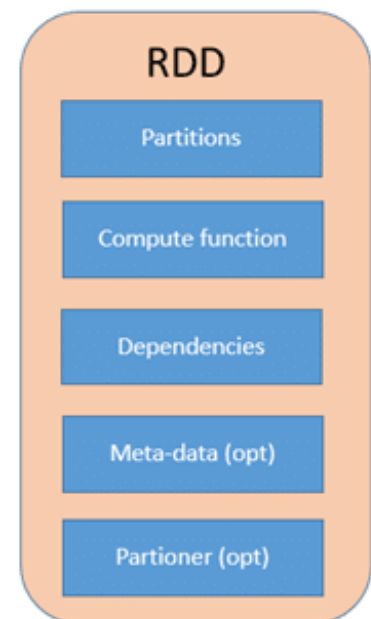 RDD
Partitions
Compute function
Dependencies
Meta-data (opt)
Partioner (opt)